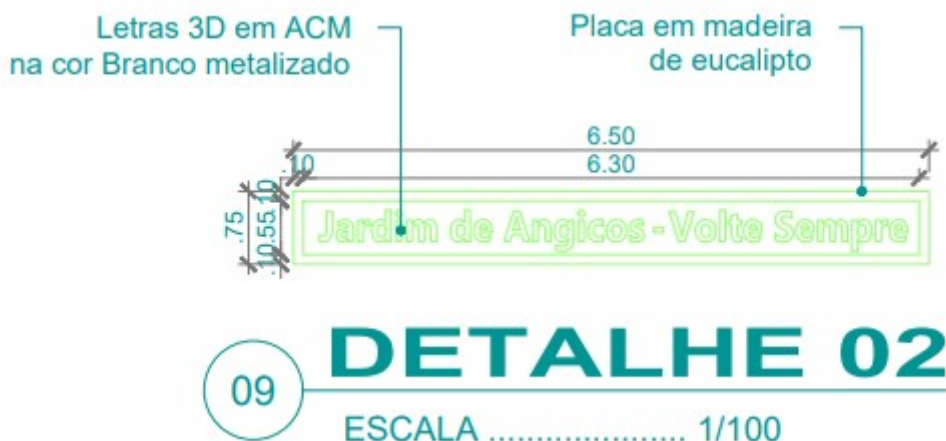 Letras 3D em ACM
na cor Branco metalizado
Placa em madeira
de eucalipto
6.50
.10
6.30
.75
.10
.55
.10
Jardim de Angicos - Volte Sempre
09
DETALHE 02
ESCALA ..................... 1/100